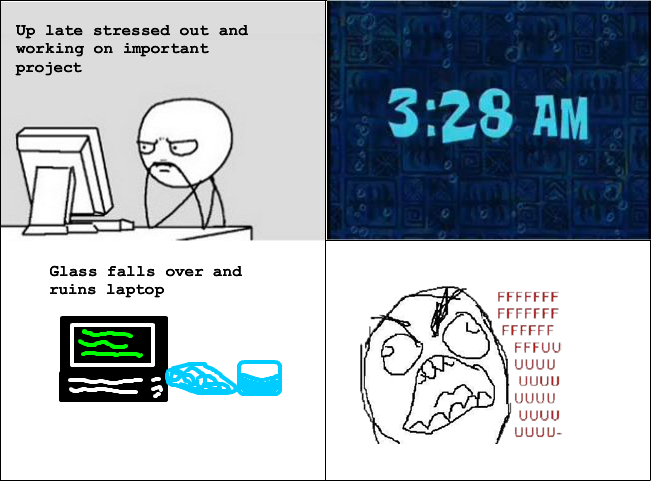 Up late stressed out and
working on important
project
3:28 AM
Glass falls over and
ruins laptop
FFFFFFF
FFFFFFF
FFFFFF
FFFUU
UUUU
UUUU
UUUU
UUUU
UUUU-